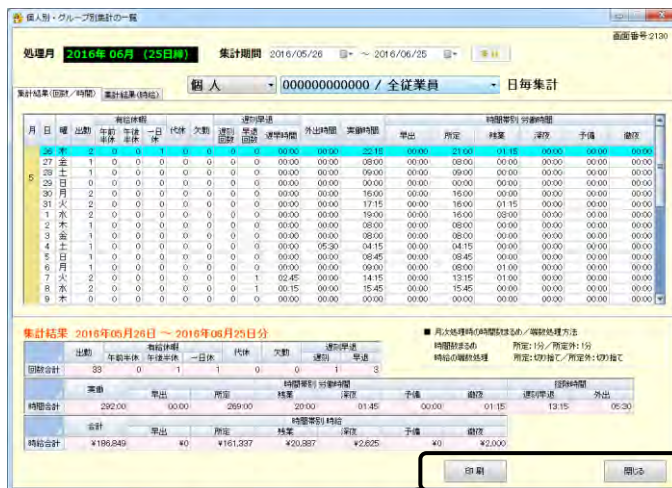 個人別・グループ別集計の一覧
画面番号:2130
処理月 2016年 06月 (25日締) 集計期間 2016/05/26 ～ 2016/06/25
個 人 000000000000 / 全従業員 日毎集計
集計結果(回数/時間) 集計結果(時給)
月 日 曜 出勤 有給休暇 午前半休 午後半休 一日休 代休 欠勤 遅刻早退 遅刻回数 早退回数 遅早時間 外出時間 実働時間 時間帯別 労働時間 早出 所定 残業 深夜 予備 徹夜
26 木 2 0 0 1 0 0 0 0 00:00 00:00 22:15 00:00 21:00 01:15 00:00 00:00 00:00
5 27 金 1 0 0 0 0 0 0 0 00:00 00:00 08:00 00:00 08:00 00:00 00:00 00:00 00:00
28 土 1 0 0 0 0 0 0 0 00:00 00:00 09:00 00:00 09:00 00:00 00:00 00:00 00:00
29 日 0 0 0 0 0 0 0 0 00:00 00:00 00:00 00:00 00:00 00:00 00:00 00:00 00:00
30 月 2 0 0 0 0 0 0 0 00:00 00:00 16:00 00:00 16:00 00:00 00:00 00:00 00:00
31 火 2 0 0 0 0 0 0 0 00:00 00:00 17:15 00:00 16:00 01:15 00:00 00:00 00:00
1 水 2 0 0 0 0 0 0 0 00:00 00:00 19:00 00:00 16:00 03:00 00:00 00:00 00:00
2 木 1 0 0 0 0 0 0 0 00:00 00:00 08:00 00:00 08:00 00:00 00:00 00:00 00:00
3 金 1 0 0 0 0 0 0 0 00:00 00:00 08:00 00:00 08:00 00:00 00:00 00:00 00:00
4 土 1 0 0 0 0 0 0 0 00:00 05:30 04:15 00:00 04:15 00:00 00:00 00:00 00:00
5 日 1 0 0 0 0 0 0 0 00:00 00:00 08:45 00:00 08:45 00:00 00:00 00:00 00:00
6 月 1 0 0 0 0 0 0 0 00:00 00:00 09:00 00:00 08:00 01:00 00:00 00:00 00:00
7 火 2 0 0 0 0 0 0 1 02:45 00:00 14:15 00:00 13:15 01:00 00:00 00:00 00:00
8 水 2 0 0 0 0 0 0 1 00:15 00:00 15:45 00:00 15:45 00:00 00:00 00:00 00:00
9 木 0 0 0 0 0 0 0 0 00:00 00:00 00:00 00:00 00:00 00:00 00:00 00:00 00:00
集計結果 2016年05月26日 ～ 2016年06月25日分
■ 月次処理時の時間数まるめ/端数処理方法
時間数まるめ 所定:1分/所定外:1分
時給の端数処理 所定:切り捨て/所定外:切り捨て
出勤 有給休暇 午前半休 午後半休 一日休 代休 欠勤 遅刻早退 遅刻 早退
回数合計 33 0 1 1 0 0 1 3
実働 時間帯別 労働時間 早出 所定 残業 深夜 予備 徹夜 控除時間 遅刻早退 外出
時間合計 292:00 00:00 269:00 20:00 01:45 00:00 01:15 13:15 05:30
合計 時間帯別 時給 早出 所定 残業 深夜 予備 徹夜
時給合計 ¥186,849 ¥0 ¥161,337 ¥20,887 ¥2,625 ¥0 ¥2,000
印 刷 閉じる